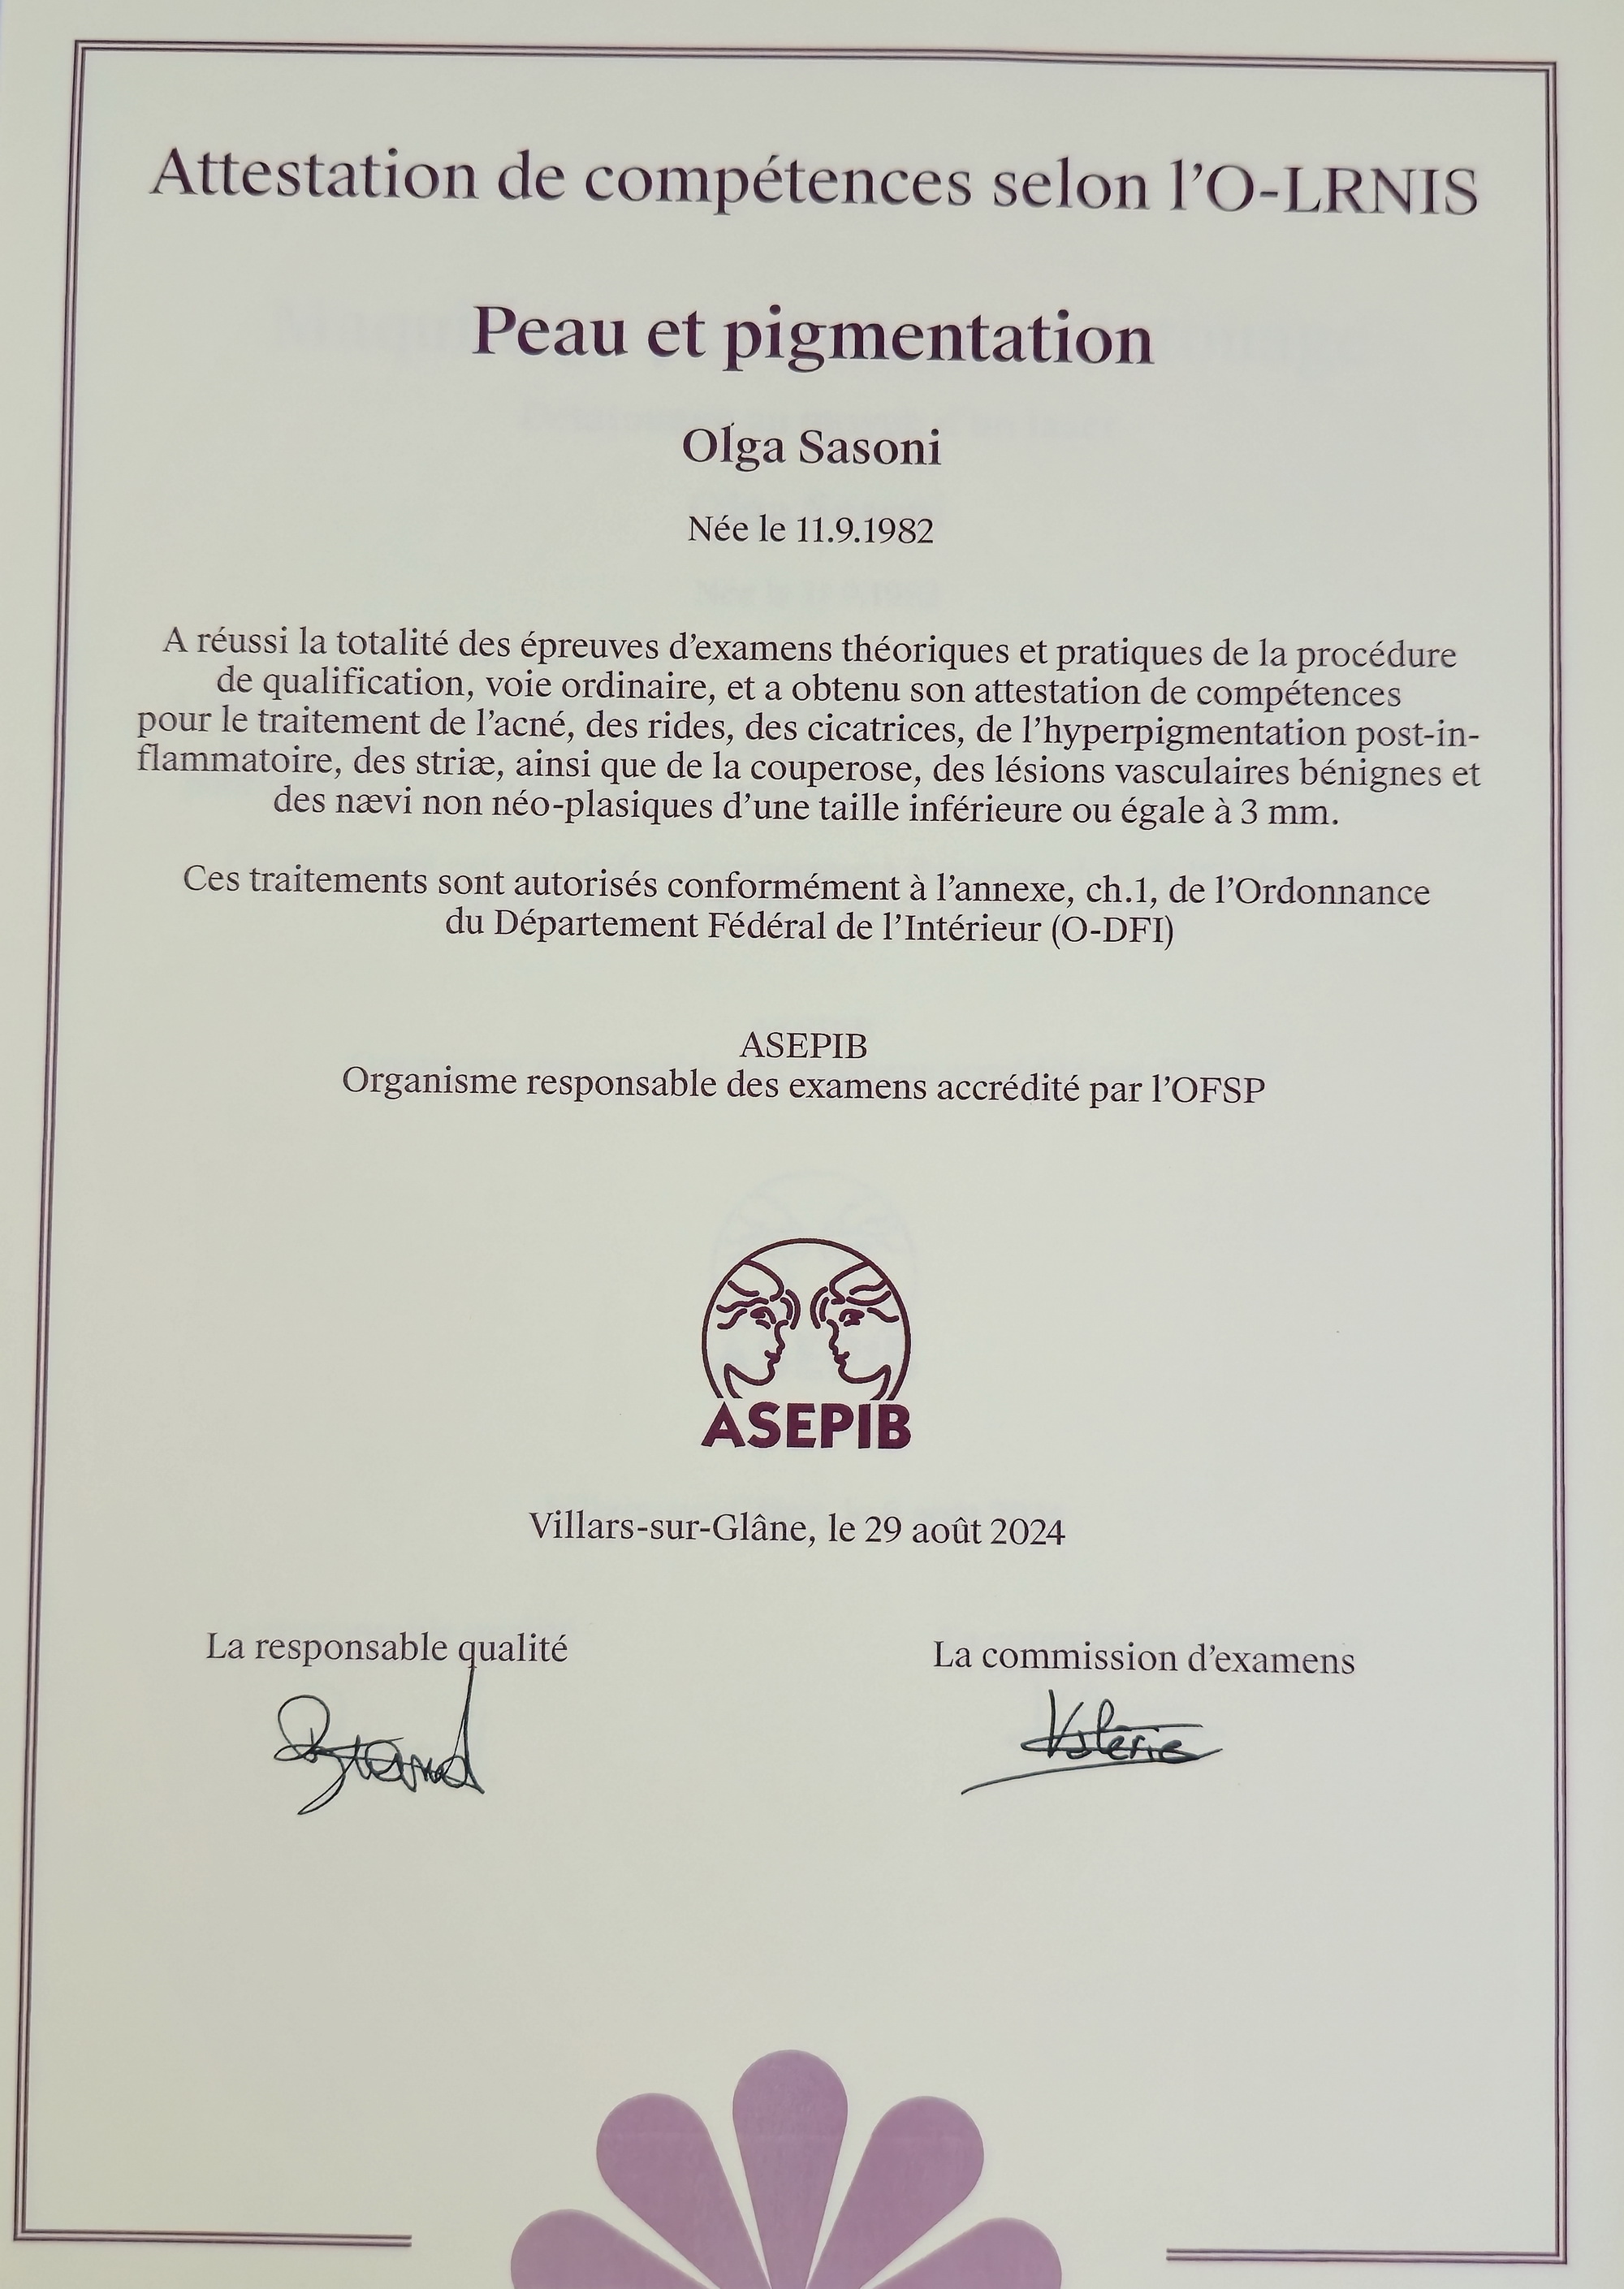 Attestation de compétences selon l'O-LRNIS
Peau et pigmentation
Olga Sasoni
Née le 11.9.1982
A réussi la totalité des épreuves d'examens théoriques et pratiques de la procédure
de qualification, voie ordinaire, et a obtenu son attestation de compétences
pour le traitement de l'acné, des rides, des cicatrices, de l'hyperpigmentation post-in-
flammatoire, des striæ, ainsi que de la couperose, des lésions vasculaires bénignes et
des nævi non néo-plasiques d'une taille inférieure ou égale à 3 mm.
Ces traitements sont autorisés conformément à l'annexe, ch.1, de l'Ordonnance
du Département Fédéral de l'Intérieur (O-DFI)
ASEPIB
Organisme responsable des examens accrédité par l'OFSP
ASEPIB
Villars-sur-Glâne, le 29 août 2024
La responsable qualité
La commission d'examens